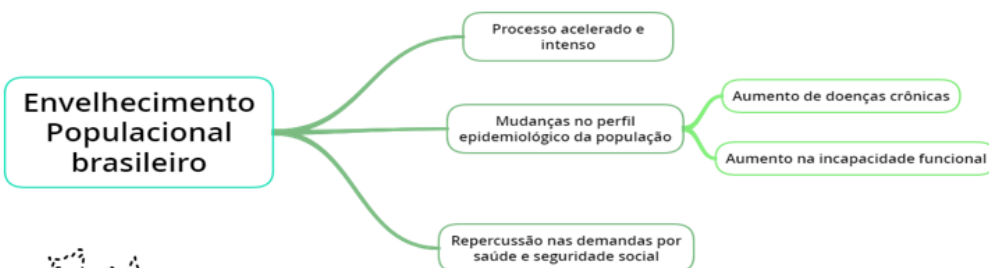 Envelhecimento
Populacional
brasileiro
Processo acelerado e
intenso
Mudanças no perfil
epidemiológico da população
Aumento de doenças crônicas
Aumento na incapacidade funcional
Repercussão nas demandas por
saúde e seguridade social